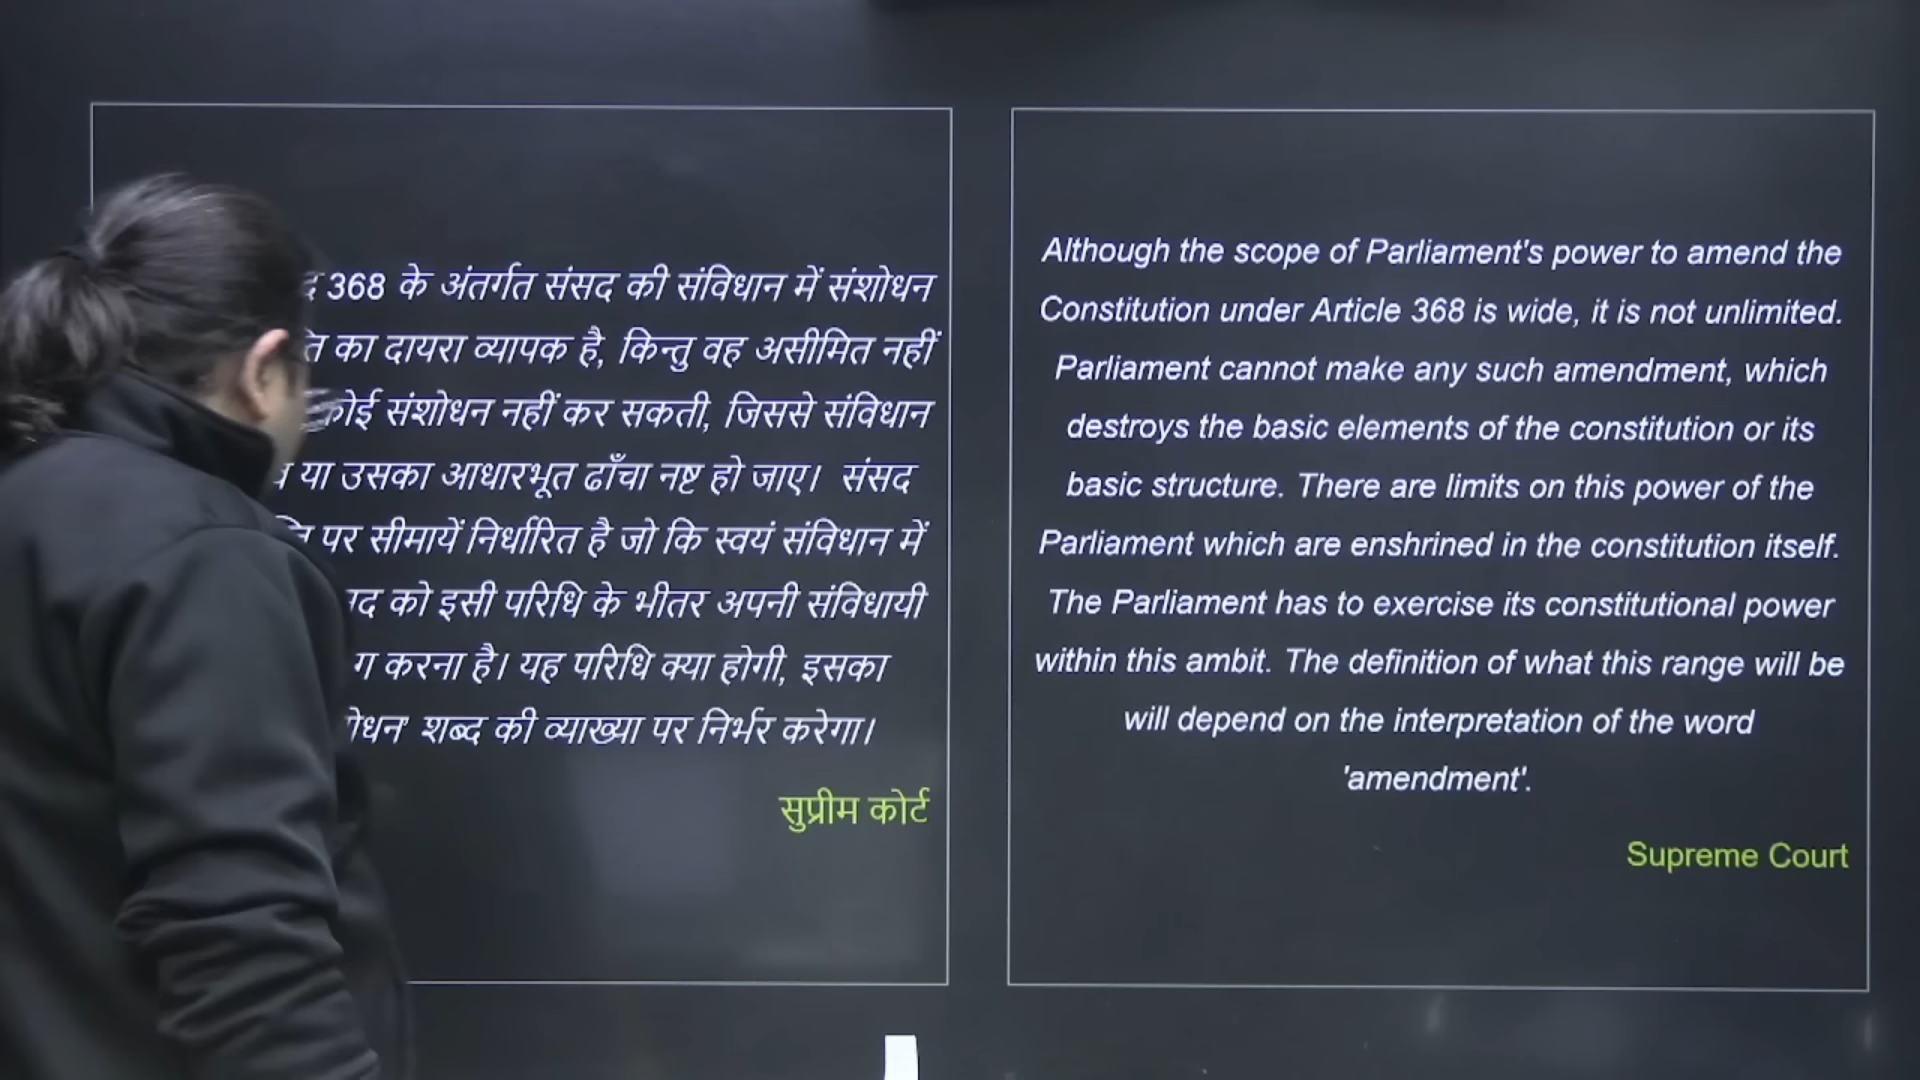 368 के अंतर्गत संसद की संविधान में संशोधन
का दायरा व्यापक है, किन्तु वह असीमित नहीं
कोई संशोधन नहीं कर सकती, जिससे संविधान
या उसका आधारभूत ढाँचा नष्ट हो जाए। संसद
पर सीमायें निर्धारित है जो कि स्वयं संविधान में
को इसी परिधि के भीतर अपनी संविधायी
करना है। यह परिधि क्या होगी, इसका
शब्द की व्याख्या पर निर्भर करेगा।
सुप्रीम कोर्ट
Although the scope of Parliament's power to amend the
Constitution under Article 368 is wide, it is not unlimited.
Parliament cannot make any such amendment, which
destroys the basic elements of the constitution or its
basic structure. There are limits on this power of the
Parliament which are enshrined in the constitution itself.
The Parliament has to exercise its constitutional power
within this ambit. The definition of what this range will be
will depend on the interpretation of the word
'amendment'.
Supreme Court